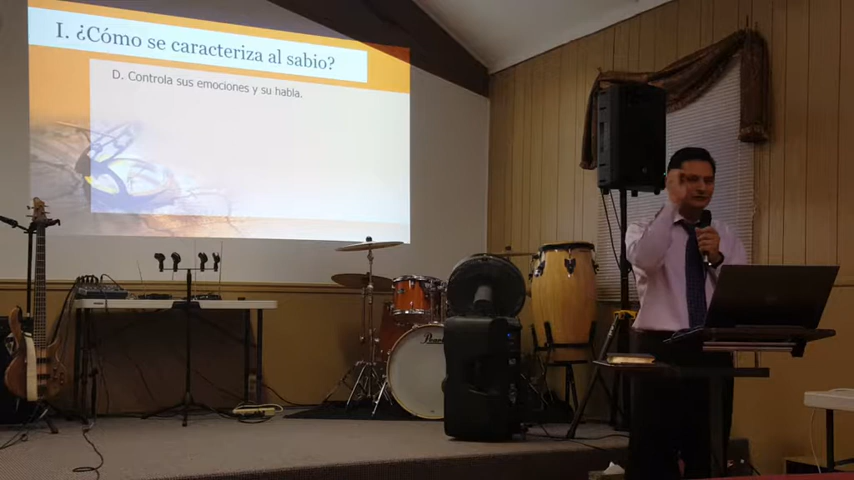 I. ¿Cómo se caracteriza al sabio?
D. Controla sus emociones y su habla.